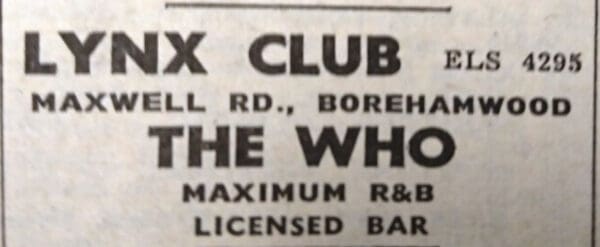 LYNX CLUB ELS 4295
MAXWELL RD., BOREHAMWOOD
THE WHO
MAXIMUM R&B
LICENSED BAR